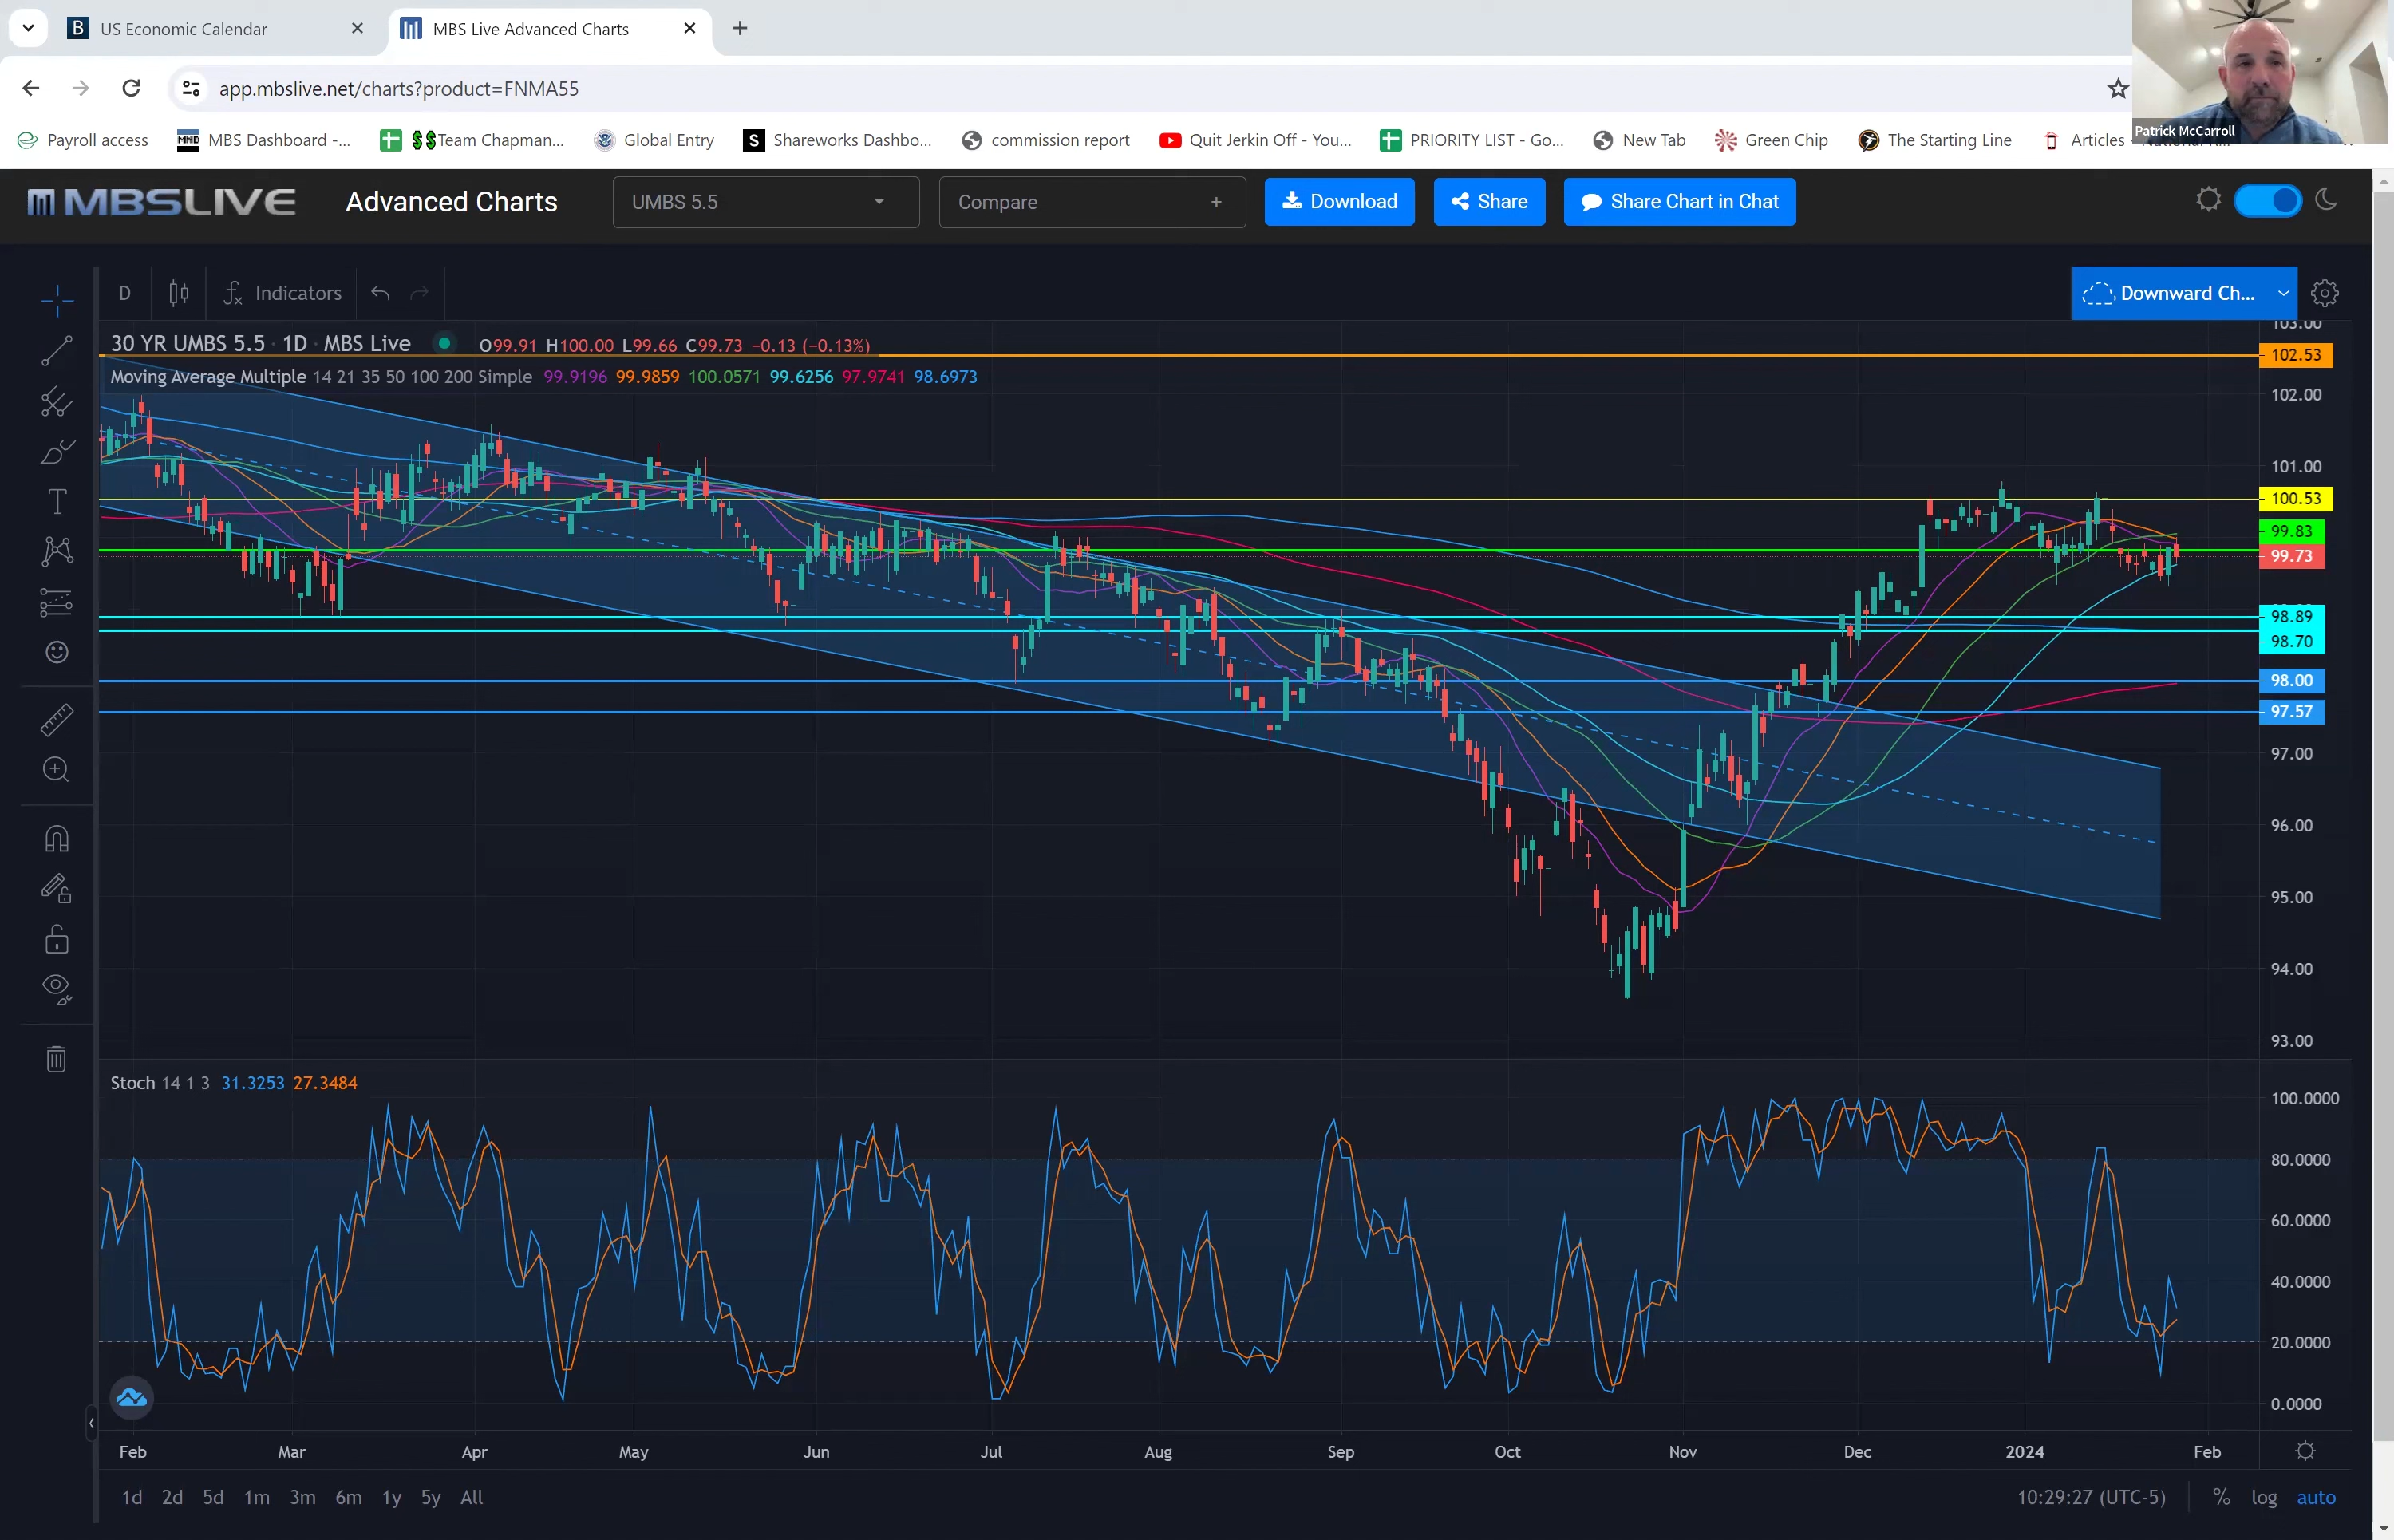 B US Economic Calendar
MBS Live Advanced Charts
app.mbslive.net/charts?product=FNMA55
Payroll access
MND MBS Dashboard -...
$$Team Chapman...
Global Entry
S Shareworks Dashbo...
commission report
Quit Jerkin Off - You...
PRIORITY LIST - Go...
New Tab
Green Chip
The Starting Line
Articles
Patrick McCarroll
MBSLIVE
Advanced Charts
UMBS 5.5
Compare +
Download
Share
Share Chart in Chat
D
Indicators
Downward Ch...
30 YR UMBS 5.5 · 1D · MBS Live O99.91 H100.00 L99.66 C99.73 −0.13 (−0.13%)
Moving Average Multiple 14 21 35 50 100 200 Simple 99.9196 99.9859 100.0571 99.6256 97.9741 98.6973
103.00
102.53
102.00
101.00
100.53
99.83
99.73
98.89
98.70
98.00
97.57
97.00
96.00
95.00
94.00
93.00
Stoch 14 1 3 31.3253 27.3484
100.0000
80.0000
60.0000
40.0000
20.0000
0.0000
Feb Mar Apr May Jun Jul Aug Sep Oct Nov Dec 2024 Feb
1d 2d 5d 1m 3m 6m 1y 5y All
10:29:27 (UTC-5) % log auto